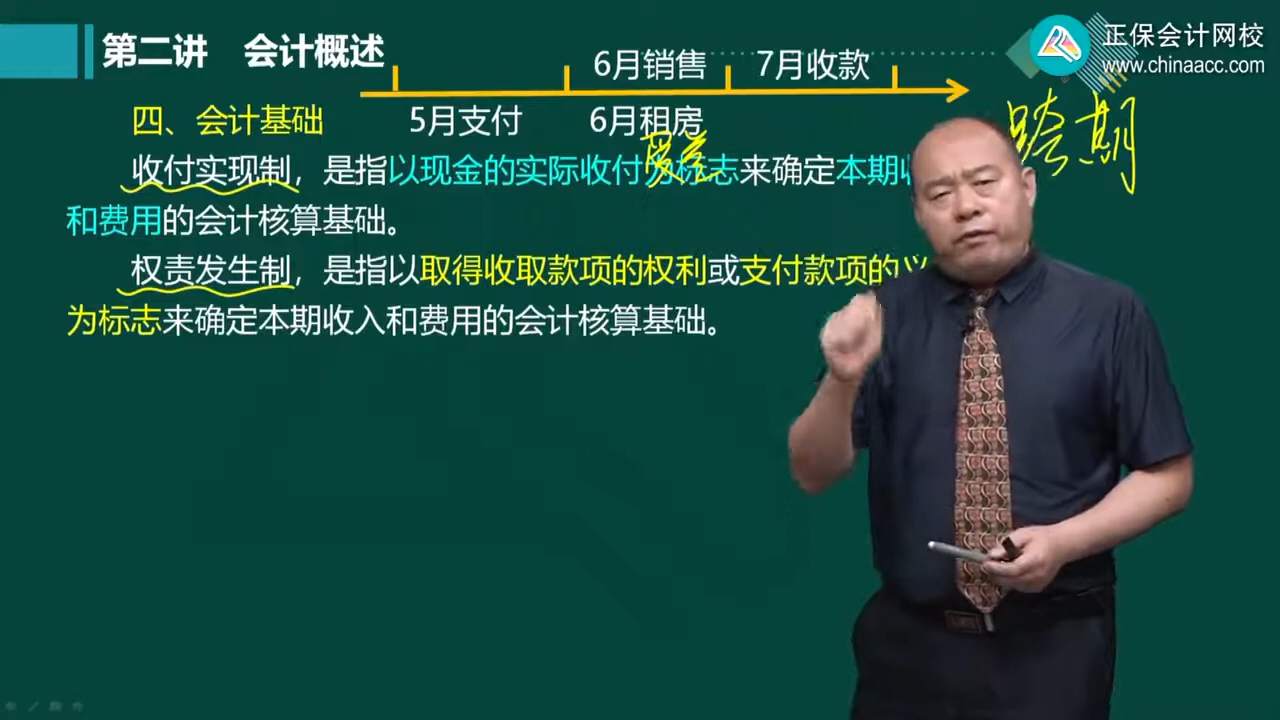 第二讲 会计概述
正保会计网校
www.chinaacc.com
6月销售 7月收款
5月支付 6月租房
跨期
四、会计基础
收付实现制，是指以现金的实际收付为标志来确定本期收
和费用的会计核算基础。
权责发生制，是指以取得收取款项的权利或支付款项的义
为标志来确定本期收入和费用的会计核算基础。